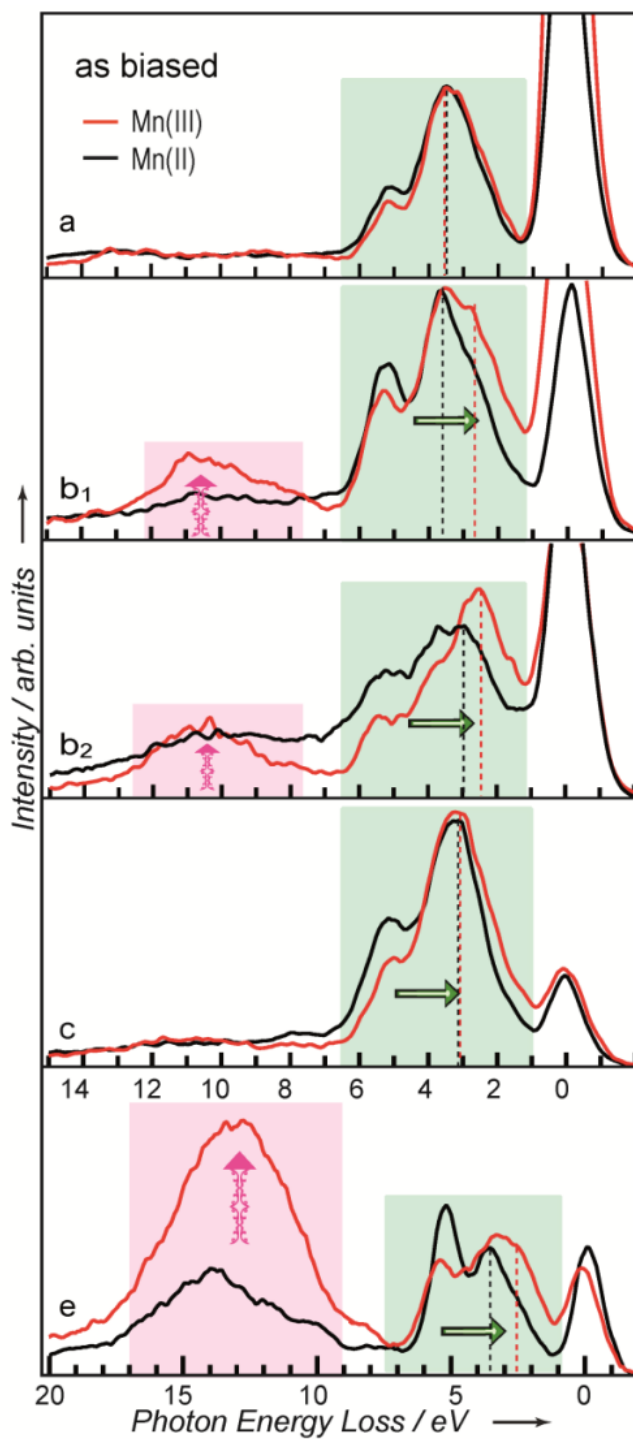 as biased
Mn(III)
Mn(II)
a
b1
b2
c
14 12 10 8 6 4 2 0
e
20 15 10 5 0
Intensity / arb. units
Photon Energy Loss / eV